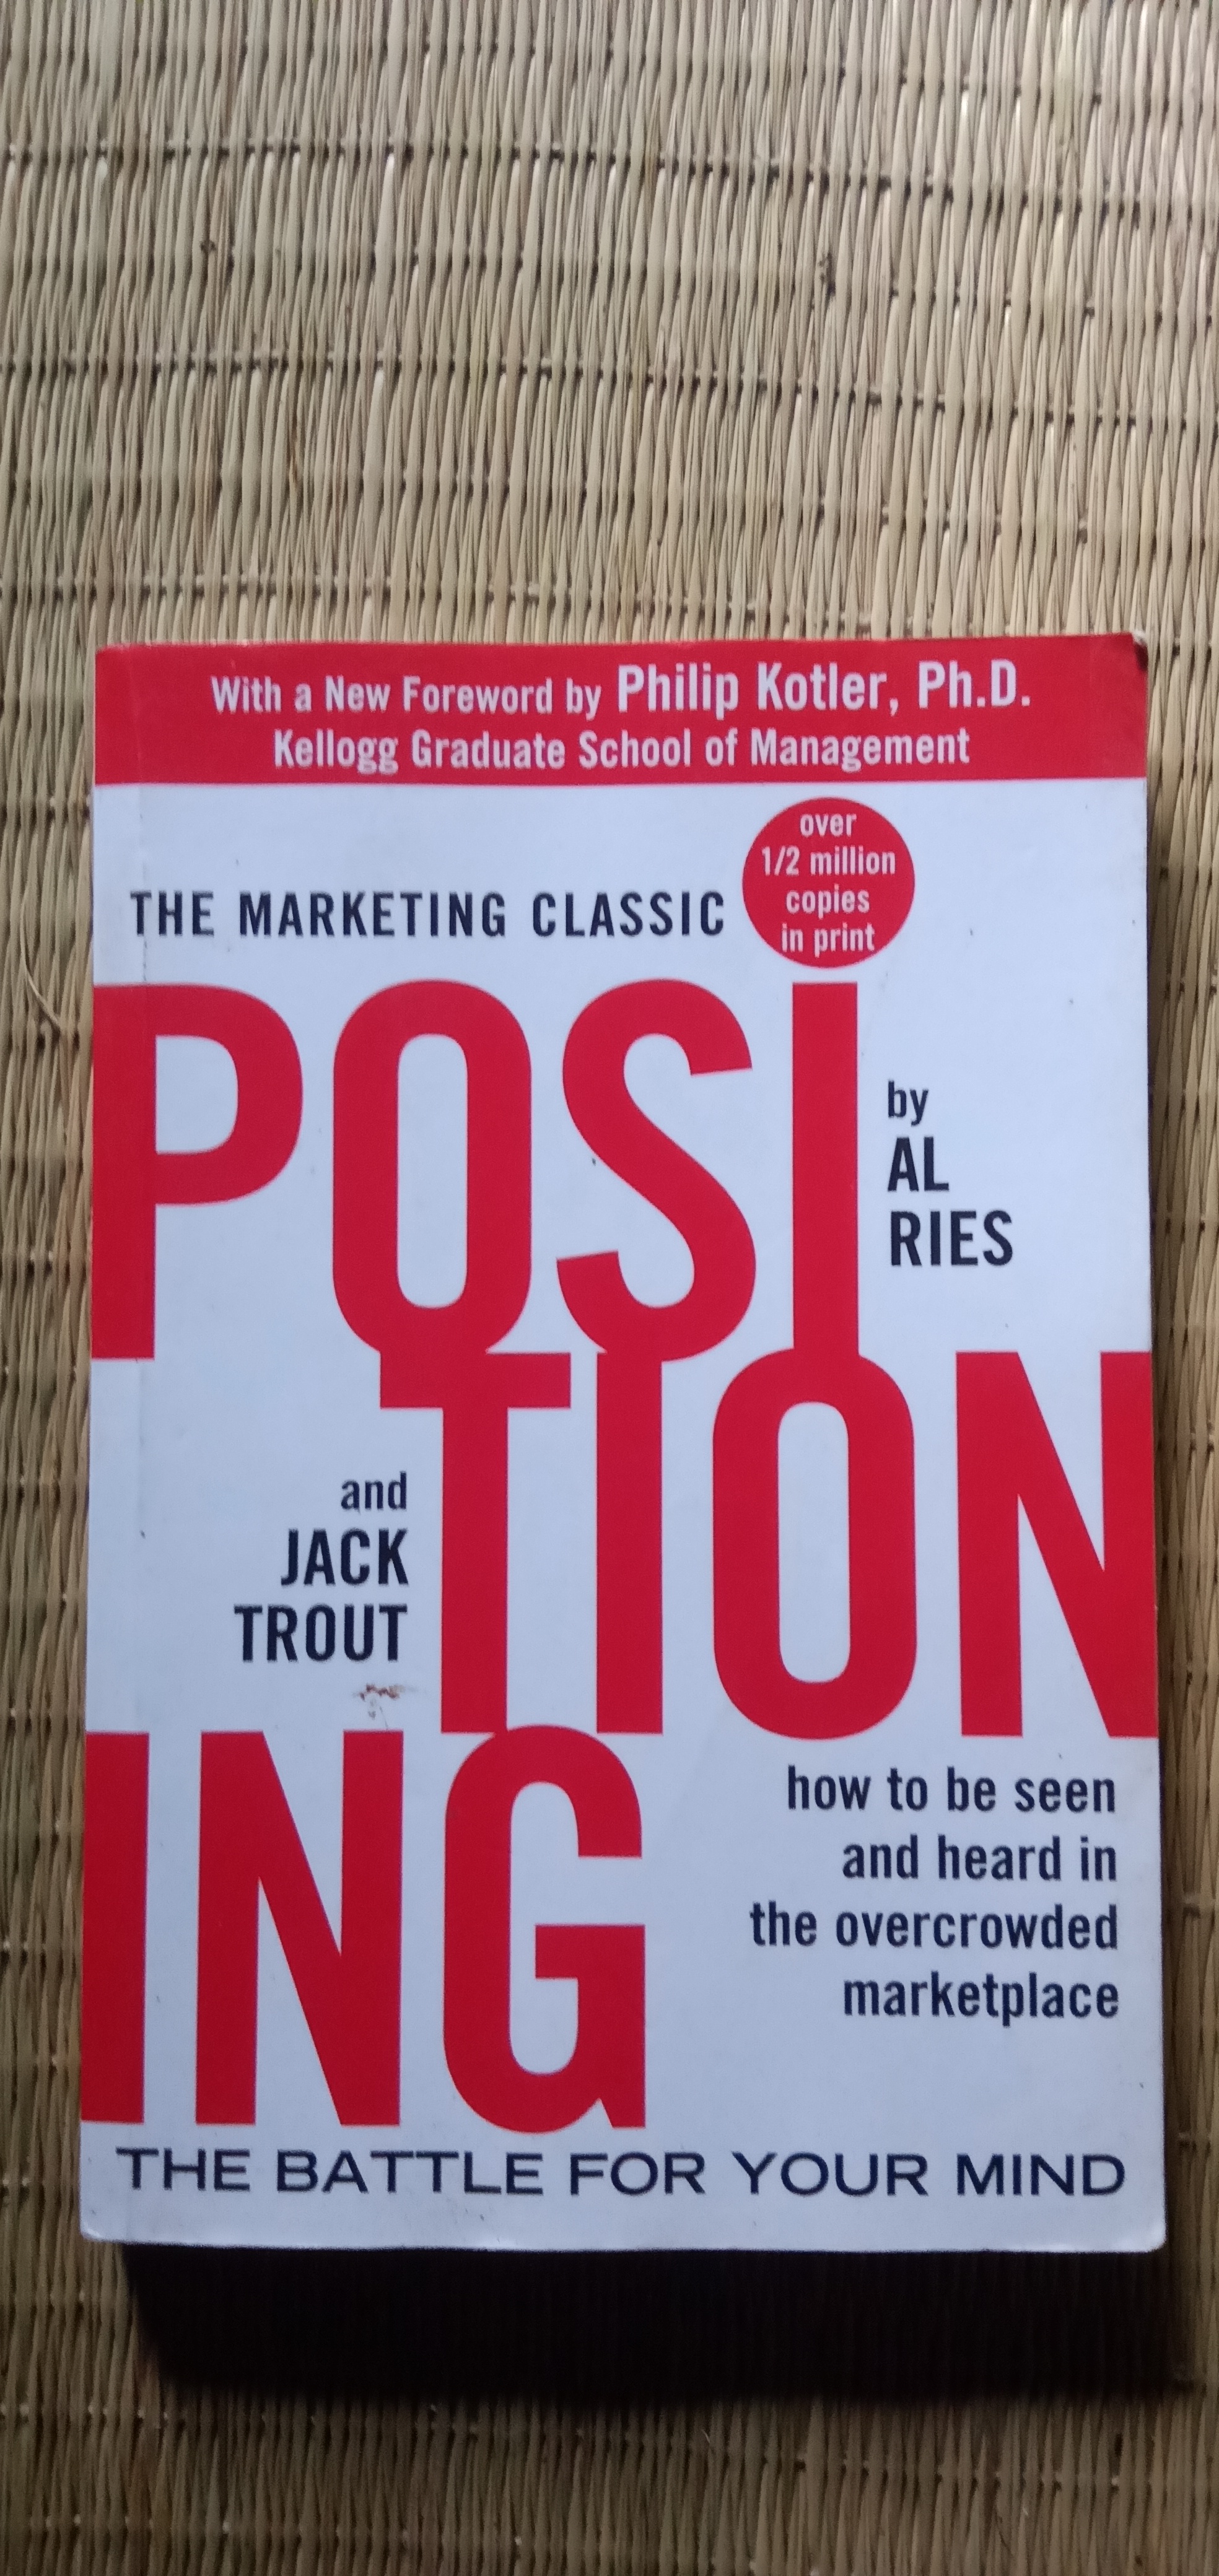 With a New Foreword by Philip Kotler, Ph.D.
Kellogg Graduate School of Management
over
1/2 million
copies
in print
THE MARKETING CLASSIC
POSI
by
AL
RIES
TION
and
JACK
TROUT
ING
how to be seen
and heard in
the overcrowded
marketplace
THE BATTLE FOR YOUR MIND